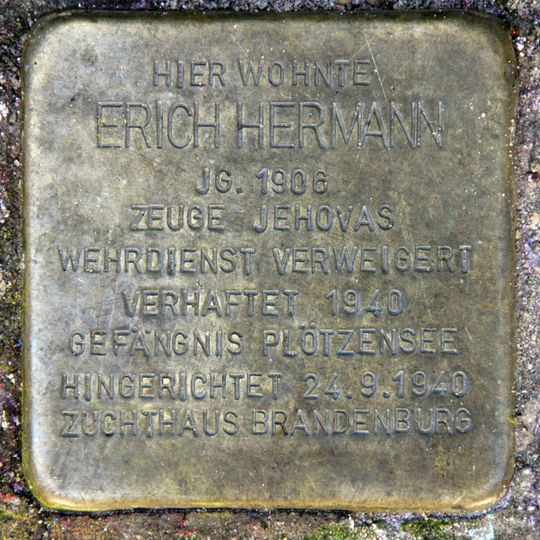 HIER WOHNTE
ERICH HERMANN
JG. 1906
ZEUGE JEHOVAS
WEHRDIENST VERWEIGERT
VERHAFTET 1940
GEFÄNGNIS PLÖTZENSEE
HINGERICHTET 24.9.1940
ZUCHTHAUS BRANDENBURG